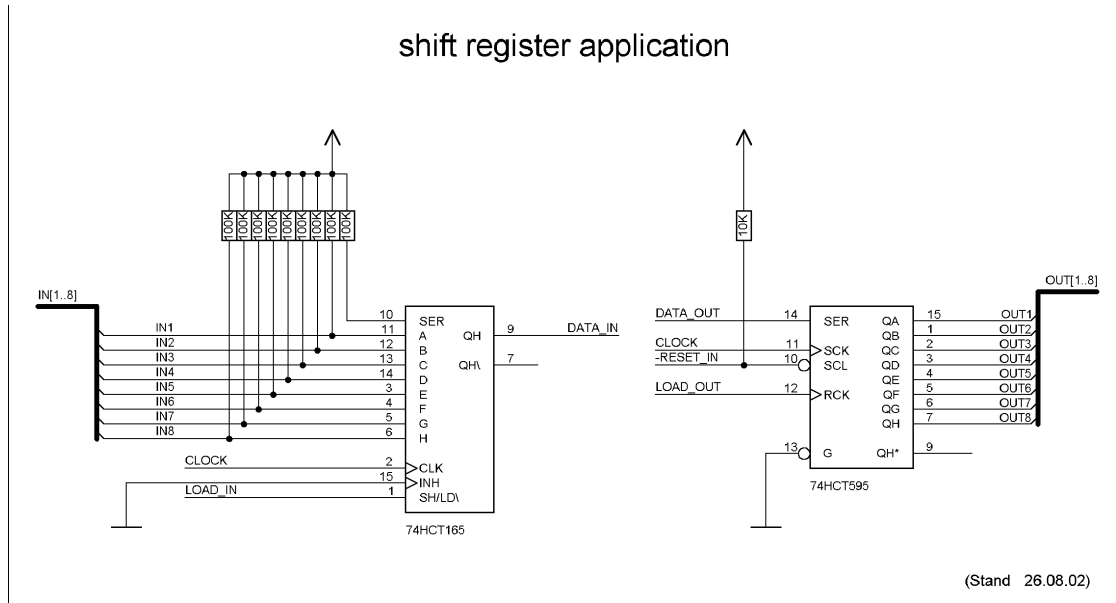 shift register application
100K 100K 100K 100K 100K 100K 100K 100K 100K
10K
IN[1..8]
OUT[1..8]
10 SER
IN1 11 A QH 9 DATA_IN
IN2 12 B
IN3 13 C QH\ 7
IN4 14 D
IN5 3 E
IN6 4 F
IN7 5 G
IN8 6 H
CLOCK 2 CLK
15 INH
LOAD_IN 1 SH/LD\
74HCT165
DATA_OUT 14 SER QA 15 OUT1
QB 1 OUT2
CLOCK 11 SCK QC 2 OUT3
-RESET_IN 10 SCL QD 3 OUT4
QE 4 OUT5
LOAD_OUT 12 RCK QF 5 OUT6
QG 6 OUT7
QH 7 OUT8
13 G QH* 9
74HCT595
(Stand 26.08.02)